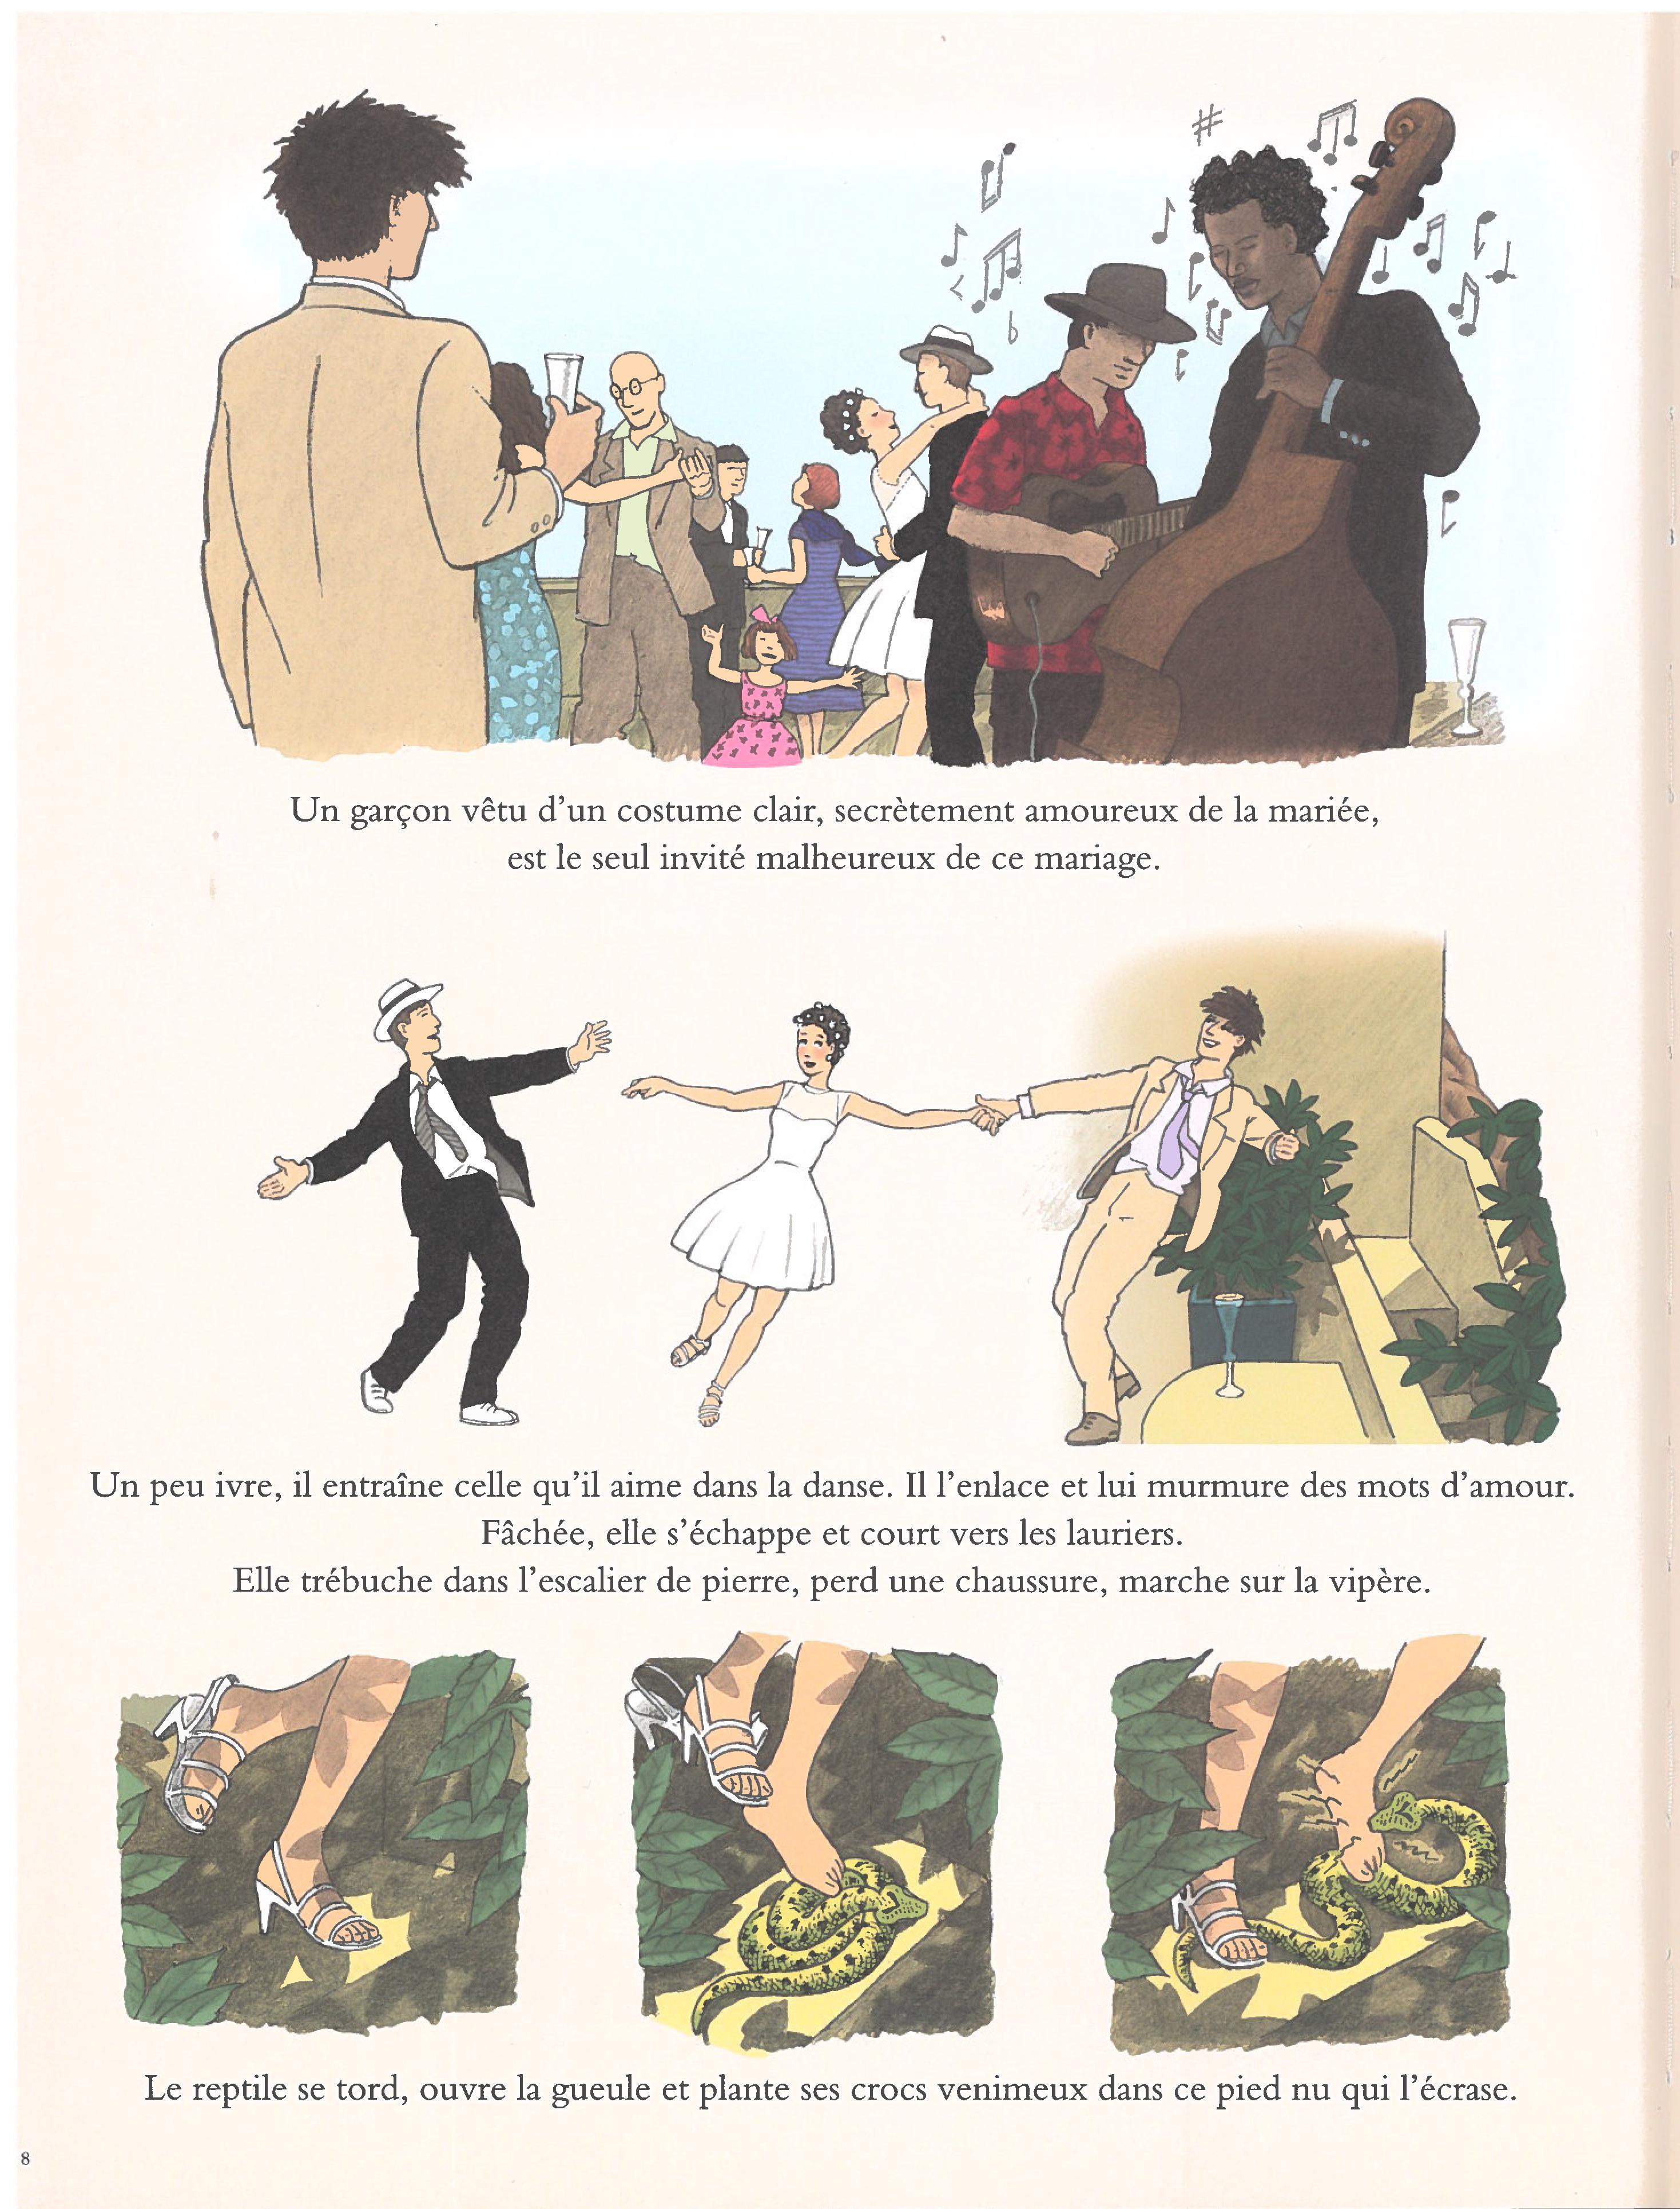 Un garçon vêtu d'un costume clair, secrètement amoureux de la mariée,
est le seul invité malheureux de ce mariage.
Un peu ivre, il entraîne celle qu'il aime dans la danse. Il l'enlace et lui murmure des mots d'amour.
Fâchée, elle s'échappe et court vers les lauriers.
Elle trébuche dans l'escalier de pierre, perd une chaussure, marche sur la vipère.
Le reptile se tord, ouvre la gueule et plante ses crocs venimeux dans ce pied nu qui l'écrase.
8